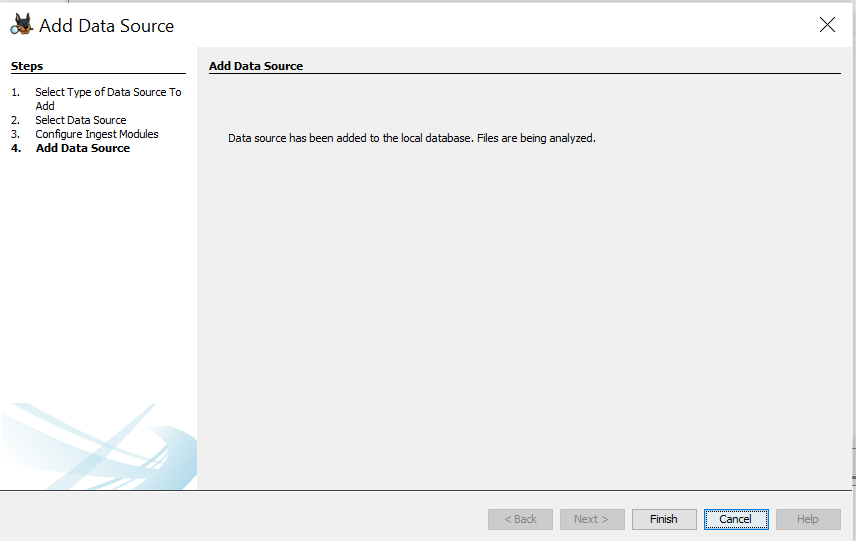 Add Data Source
Steps
1. Select Type of Data Source To
Add
2. Select Data Source
3. Configure Ingest Modules
4. Add Data Source
Add Data Source
Data source has been added to the local database. Files are being analyzed.
< Back Next > Finish Cancel Help